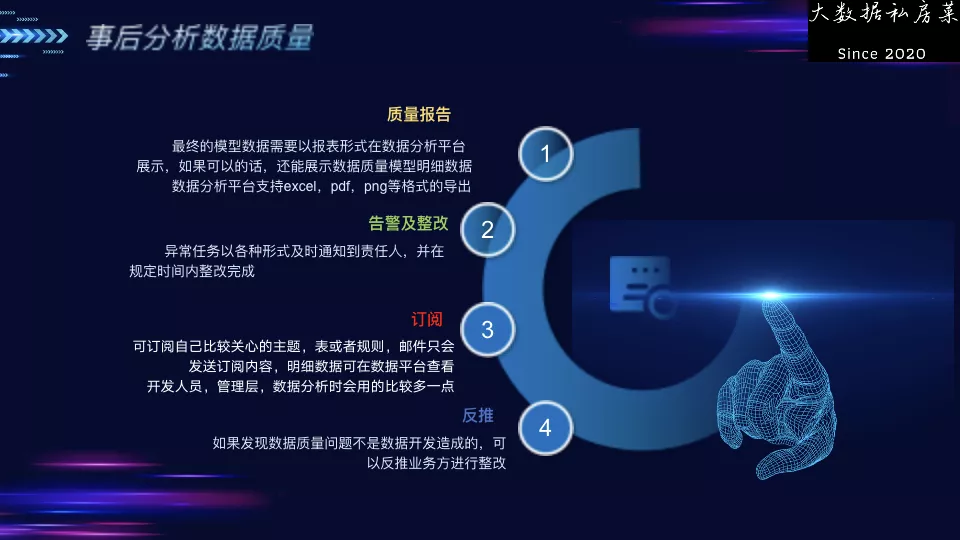 事后分析数据质量
大数据私房菜
Since 2020
质量报告
最终的模型数据需要以报表形式在数据分析平台
展示，如果可以的话，还能展示数据质量模型明细数据
数据分析平台支持excel，pdf，png等格式的导出
1
告警及整改
异常任务以各种形式及时通知到责任人，并在
规定时间内整改完成
2
订阅
可订阅自己比较关心的主题，表或者规则，邮件只会
发送订阅内容，明细数据可在数据平台查看
开发人员，管理层，数据分析时会用的比较多一点
3
反推
如果发现数据质量问题不是数据开发造成的，可
以反推业务方进行整改
4